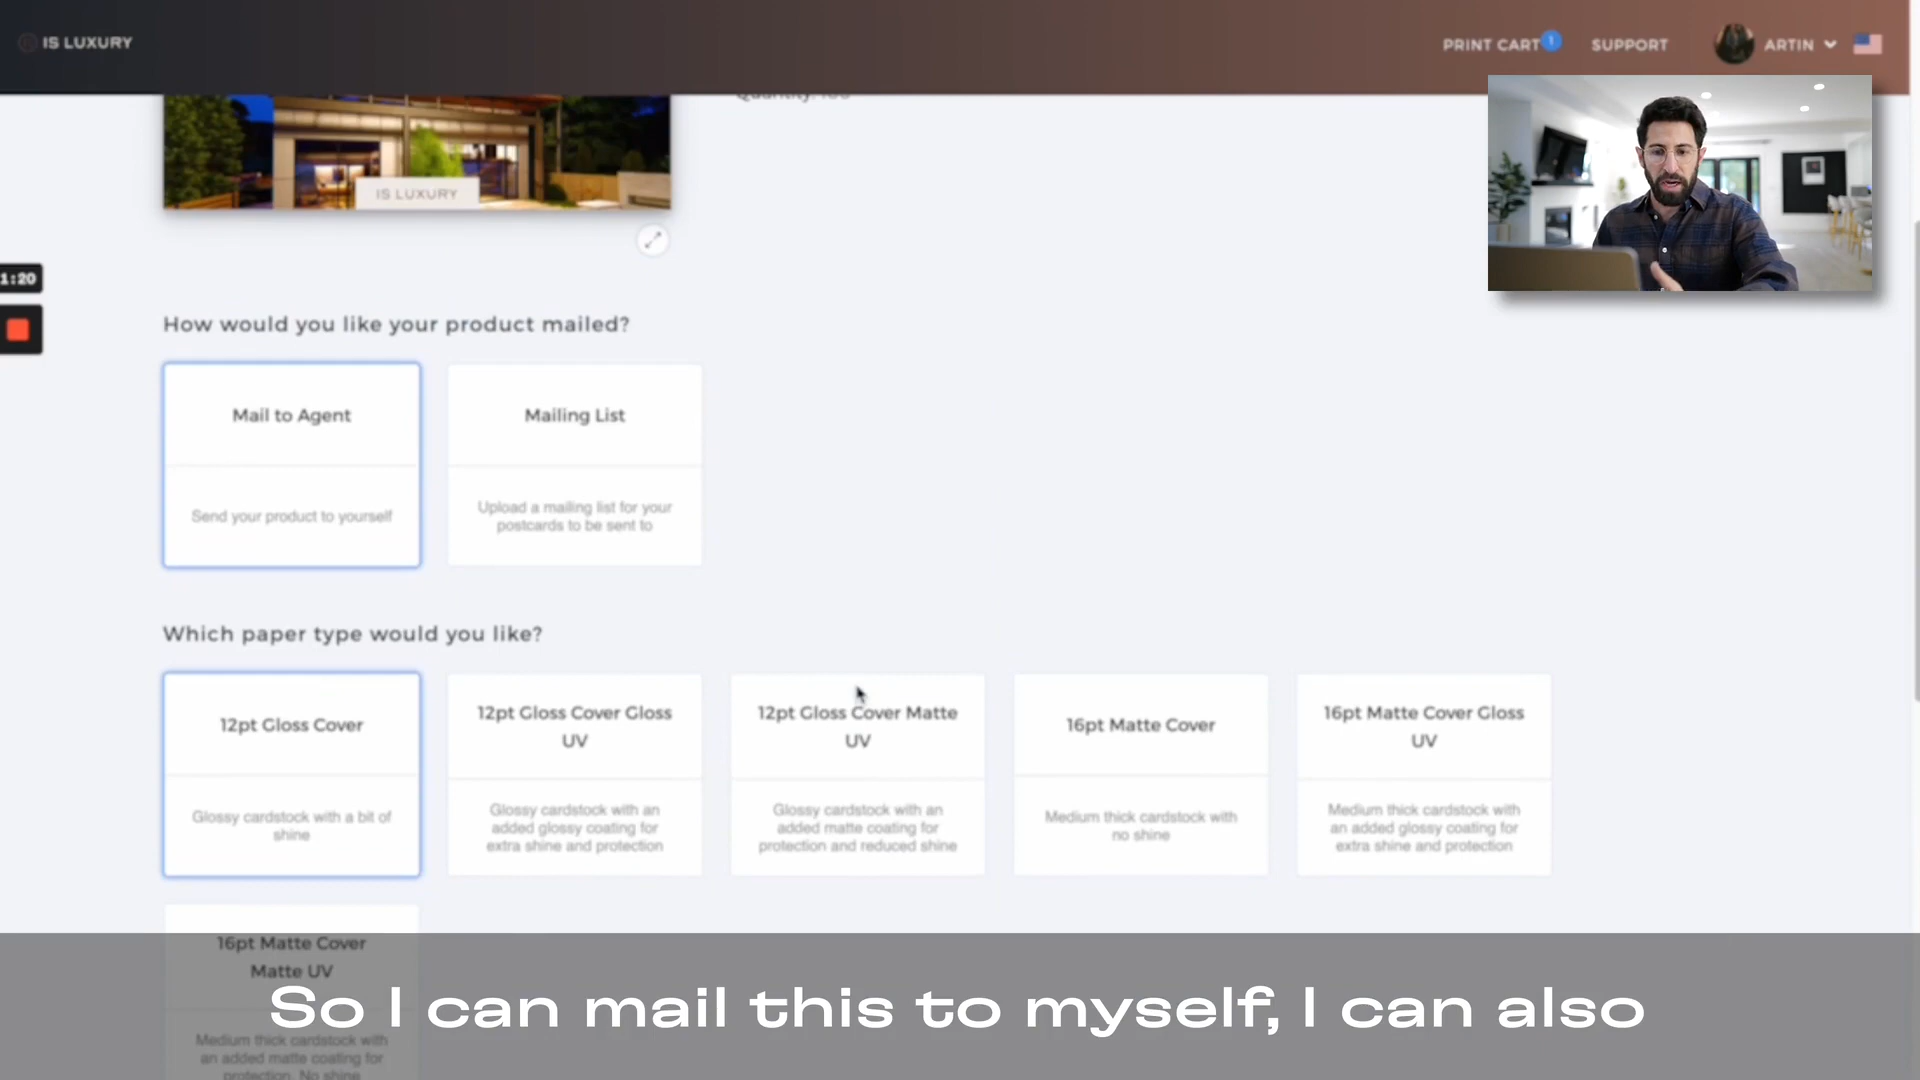 IS LUXURY
PRINT CART 1
SUPPORT
ARTIN
Quantity: 100
IS LUXURY
1:20
How would you like your product mailed?
Mail to Agent
Send your product to yourself
Mailing List
Upload a mailing list for your
postcards to be sent to
Which paper type would you like?
12pt Gloss Cover
Glossy cardstock with a bit of
shine
12pt Gloss Cover Gloss
UV
Glossy cardstock with an
added glossy coating for
extra shine and protection
12pt Gloss Cover Matte
UV
Glossy cardstock with an
added matte coating for
protection and reduced shine
16pt Matte Cover
Medium thick cardstock with
no shine
16pt Matte Cover Gloss
UV
Medium thick cardstock with
an added glossy coating for
extra shine and protection
16pt Matte Cover
Matte UV
Medium thick cardstock with
an added matte coating for
protection. No shine
So I can mail this to myself, I can also